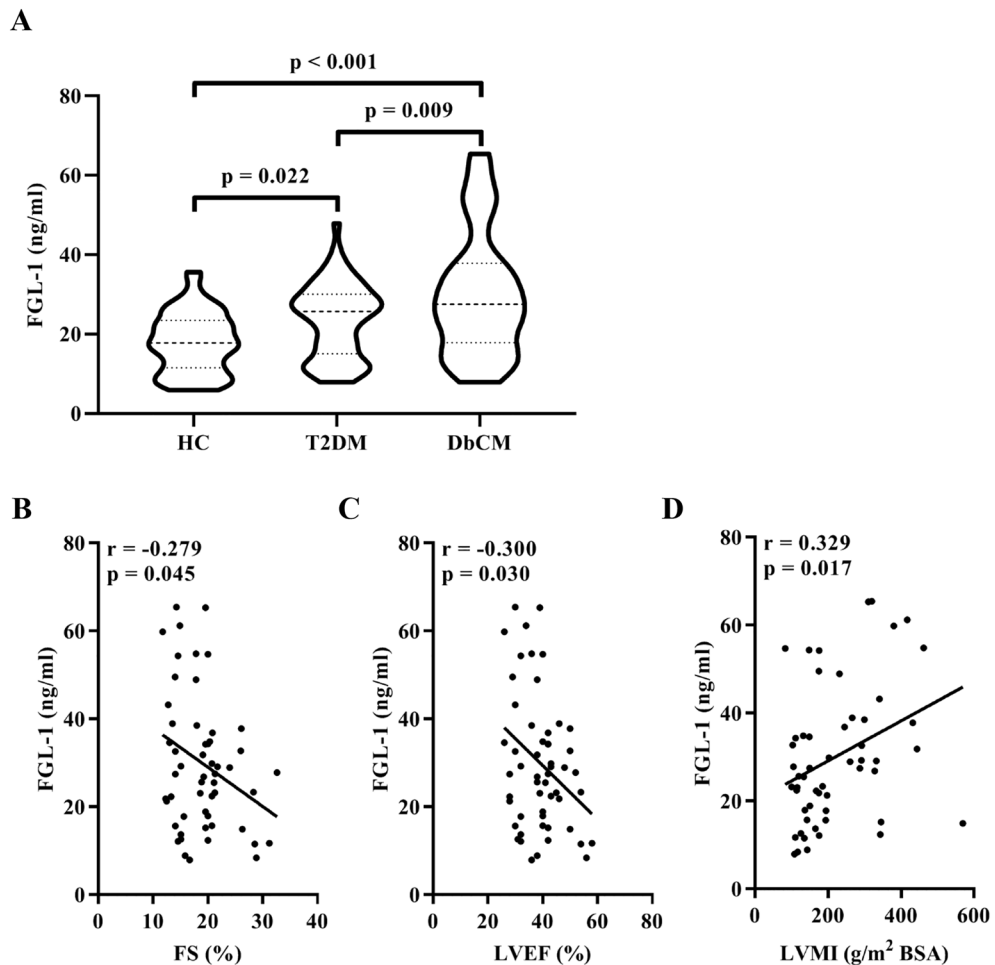 A
p < 0.001
p = 0.009
p = 0.022
FGL-1 (ng/ml)
80
60
40
20
0
HC T2DM DbCM
B
r = -0.279
p = 0.045
FGL-1 (ng/ml)
80
60
40
20
0
0 10 20 30 40
FS (%)
C
r = -0.300
p = 0.030
FGL-1 (ng/ml)
80
60
40
20
0
0 20 40 60 80
LVEF (%)
D
r = 0.329
p = 0.017
FGL-1 (ng/ml)
80
60
40
20
0
0 200 400 600
LVMI (g/m² BSA)